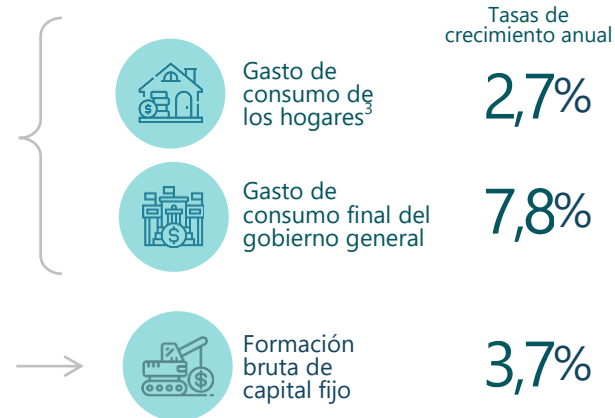 Tasas de
crecimiento anual
Gasto de
consumo de
los hogares³
2,7%
Gasto de
consumo final del
gobierno general
7,8%
Formación
bruta de
capital fijo
3,7%